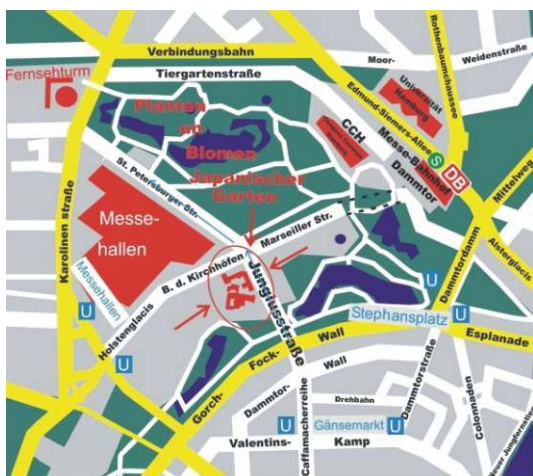 Verbindungsbahn
Moor-
Weidenstraße
Rothenbaumchaussee
Fernsehturm
Tiergartenstraße
Edmund-Siemers-Allee
Universität
Hamburg
Planten
un
Blomen
Japanischer
Garten
CCH
Messe-Bahnhof
Dammtor
S
DB
Mittelweg
St. Petersburger-Str.
Karolinen straße
Messe-
hallen
Marseiller Str.
Alsterglacis
B. d. Kirchhöfen
Jungiusstraße
Dammtordamm
Messehallen
U
U
Holstenglacis
U
Stephansplatz
U
Esplanade
Gorch-
Fock-
Wall
Wall
Dammtor-
Drehbahn
Dammtorstraße
Colonnaden
Caffamacherreihe
U
Gänsemarkt
U
Valentins-
Kamp